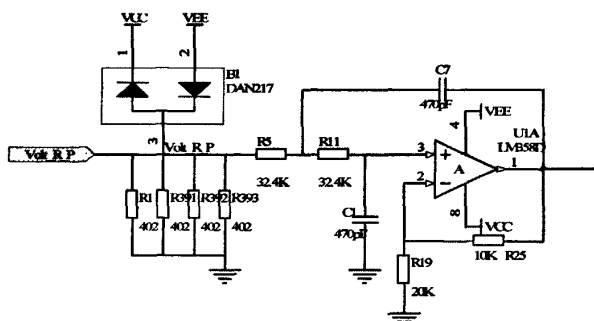 VCC VEE
1 2
B1
DAN217
3
Volt R P
Volt R P
R1 R391 R392 R393
402 402 402 402
R5
32.4K
R11
32.4K
C7
470pF
C1
470pF
VEE
4
U1A
LM358D
3
1
A
2
8
VCC
10K R25
R19
20K